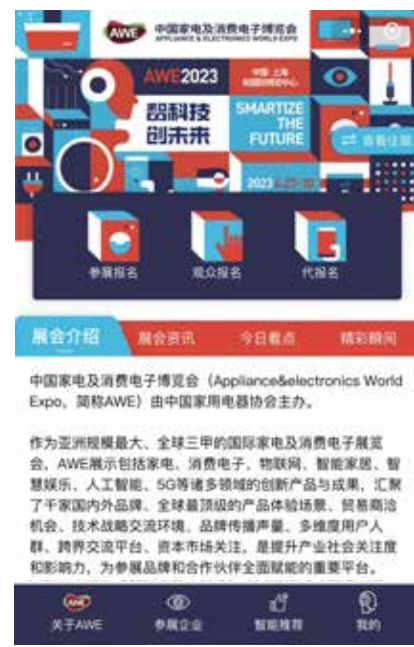 AWE 中国家电及消费电子博览会
APPLIANCE & ELECTRONICS WORLD EXPO
AWE2023
中国·上海
智科技
创未来
SMARTIZE
THE
FUTURE
查看往届
2023
参展报名 观众报名 代报名
展会介绍 展会资讯 今日看点 精彩瞬间
中国家电及消费电子博览会（Appliance&electronics World
Expo，简称AWE）由中国家用电器协会主办。
作为亚洲规模最大、全球三甲的国际家电及消费电子展览
会，AWE展示包括家电、消费电子、物联网、智能家居、智
慧娱乐、人工智能、5G等诸多领域的创新产品与成果，汇聚
了千家国内外品牌、全球最顶级的产品体验场景、贸易商洽
机会、技术战略交流环境、品牌传播声量、多维度用户人
群、跨界交流平台、资本市场关注，是提升产业社会关注度
和影响力，为参展品牌和合作伙伴全面赋能的重要平台。
AWE
关于AWE 参展企业 智能推荐 我的